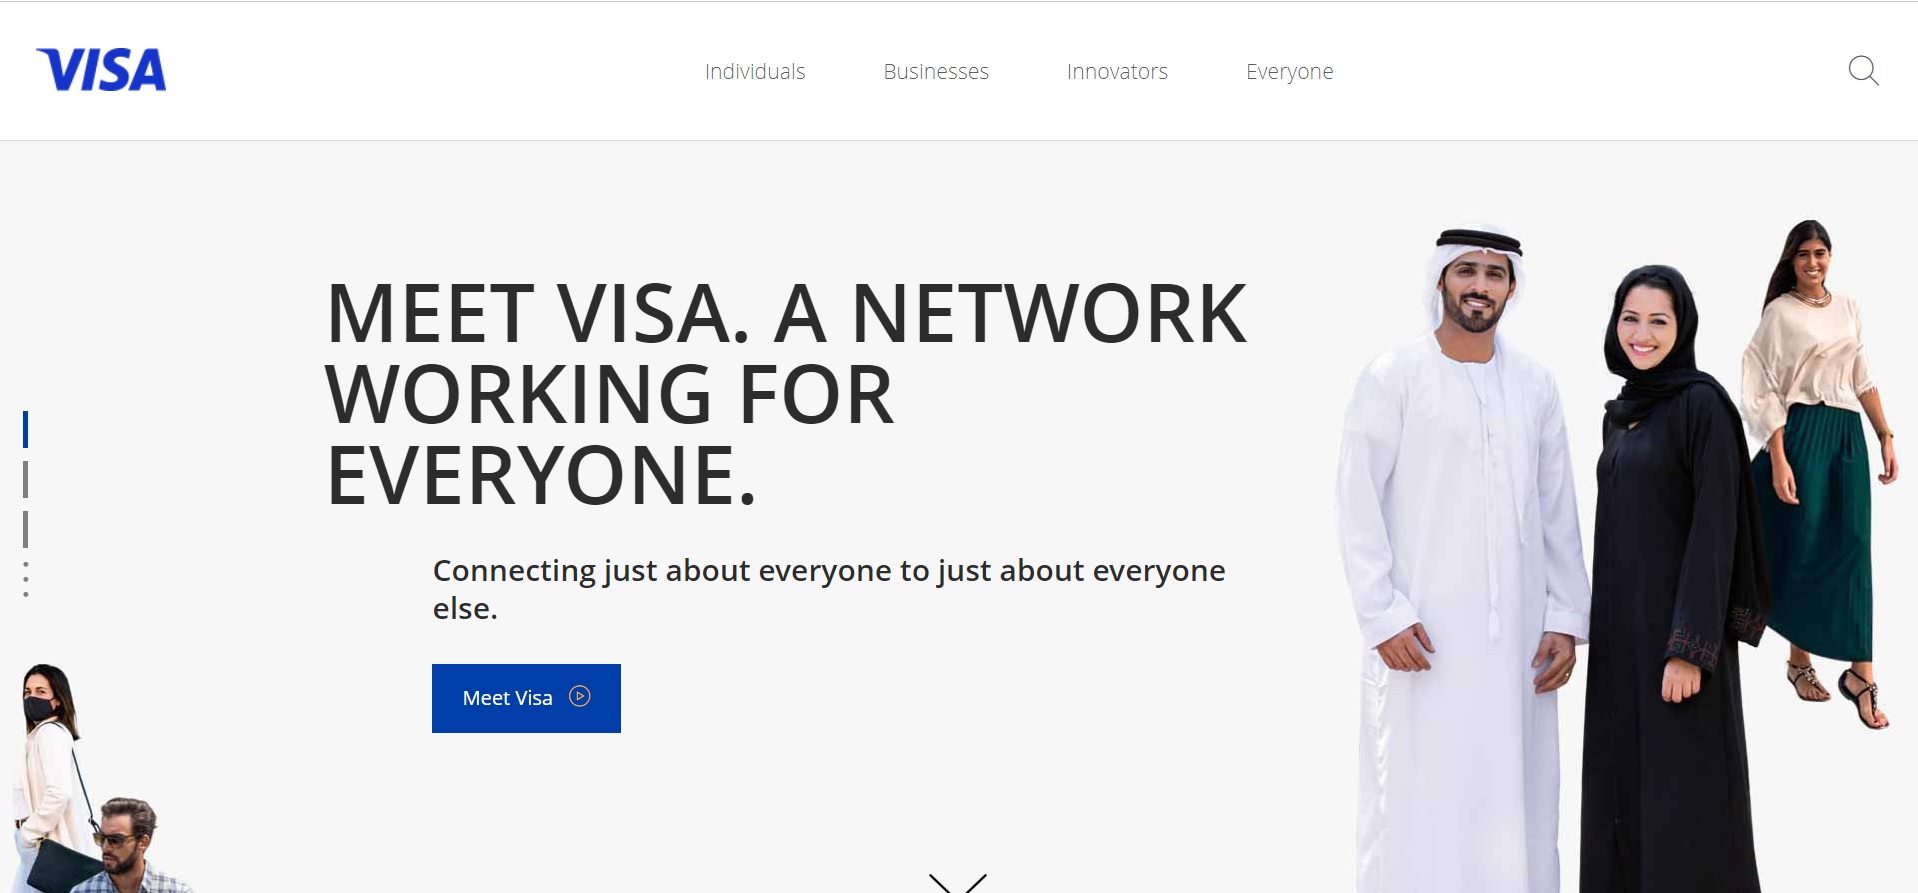 VISA
Individuals
Businesses
Innovators
Everyone
MEET VISA. A NETWORK
WORKING FOR
EVERYONE.
Connecting just about everyone to just about everyone
else.
Meet Visa